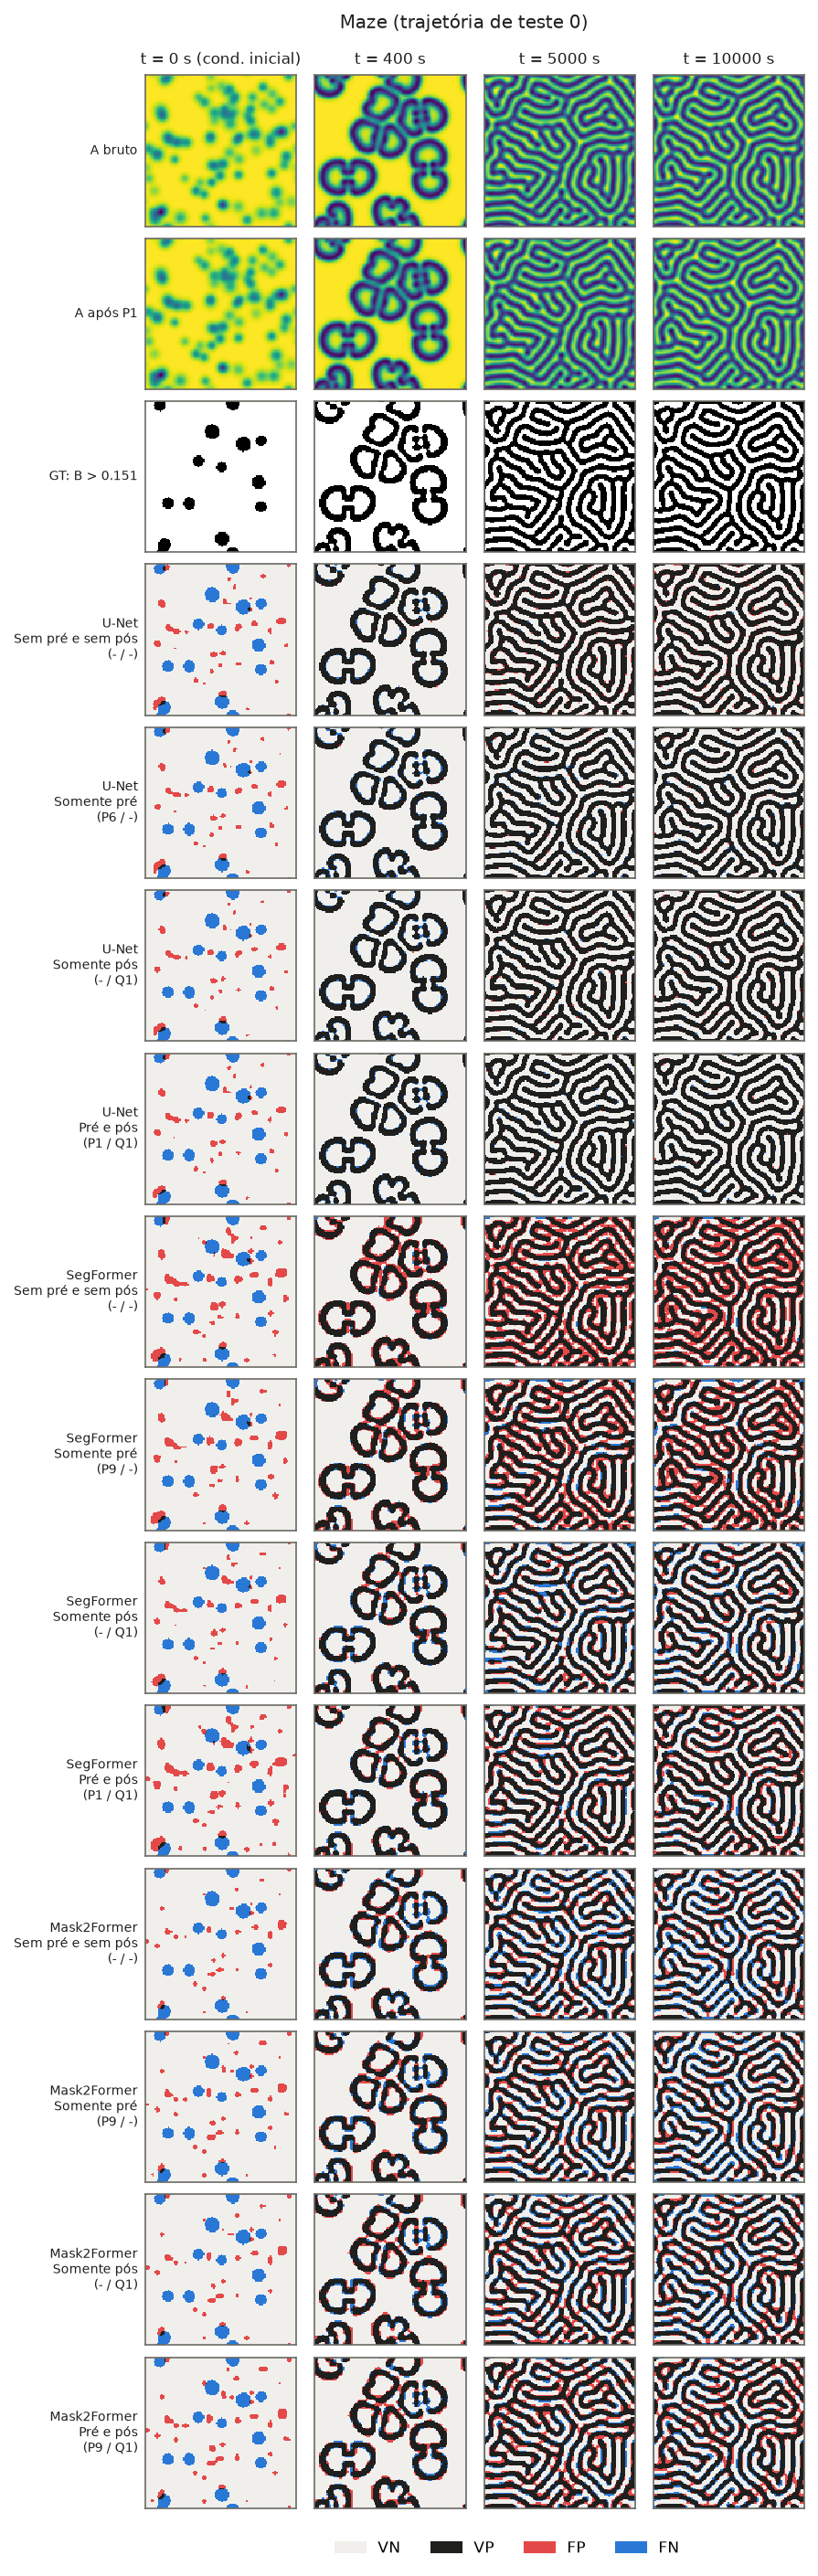 Maze (trajetória de teste 0)
t = 0 s (cond. inicial)
t = 400 s
t = 5000 s
t = 10000 s
A bruto
A após P1
GT: B > 0.151
U-Net
Sem pré e sem pós
(- / -)
U-Net
Somente pré
(P6 / -)
U-Net
Somente pós
(- / Q1)
U-Net
Pré e pós
(P1 / Q1)
SegFormer
Sem pré e sem pós
(- / -)
SegFormer
Somente pré
(P9 / -)
SegFormer
Somente pós
(- / Q1)
SegFormer
Pré e pós
(P1 / Q1)
Mask2Former
Sem pré e sem pós
(- / -)
Mask2Former
Somente pré
(P9 / -)
Mask2Former
Somente pós
(- / Q1)
Mask2Former
Pré e pós
(P9 / Q1)
VN
VP
FP
FN